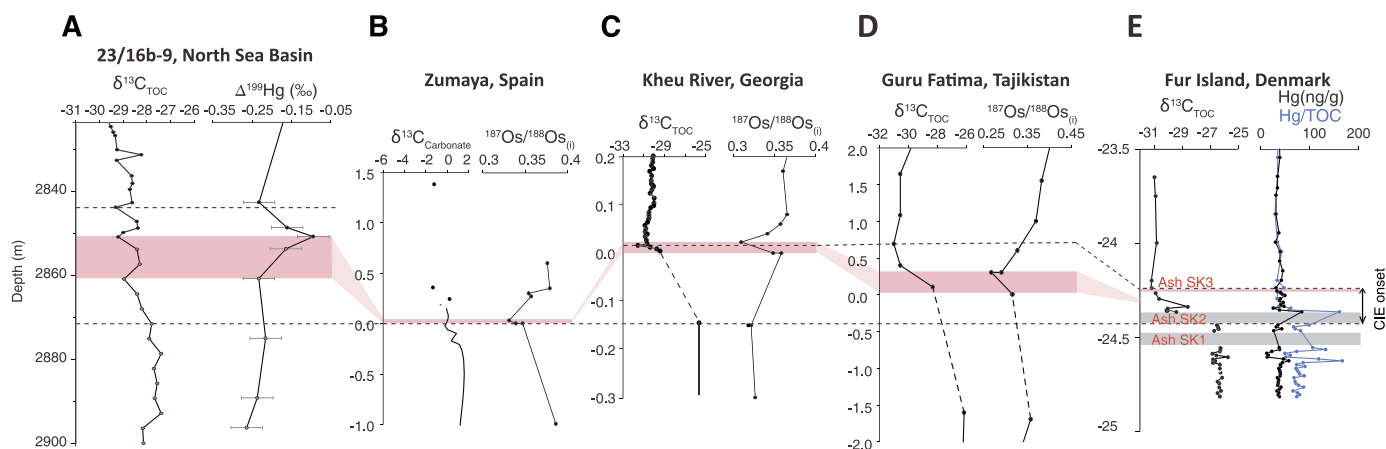 A
B
C
D
E
23/16b-9, North Sea Basin
Zumaya, Spain
Kheu River, Georgia
Guru Fatima, Tajikistan
Fur Island, Denmark
δ¹³C_TOC
Δ¹⁹⁹Hg (‰)
-31 -30 -29 -28 -27 -26
-0.35 -0.25 -0.15 -0.05
Depth (m)
2840
2860
2880
2900
δ¹³C_Carbonate
¹⁸⁷Os/¹⁸⁸Os₍ᵢ₎
-6 -4 -2 0 2
0.3 0.35 0.4
1.5
1.0
0.5
0.0
-0.5
-1.0
δ¹³C_TOC
¹⁸⁷Os/¹⁸⁸Os₍ᵢ₎
-33 -29 -25
0.3 0.35 0.4
0.2
0.1
0.0
-0.1
-0.2
-0.3
δ¹³C_TOC
¹⁸⁷Os/¹⁸⁸Os₍ᵢ₎
-32 -30 -28 -26
0.25 0.35 0.45
2.0
1.5
1.0
0.5
0.0
-0.5
-1.0
-1.5
-2.0
δ¹³C_TOC
Hg(ng/g)
Hg/TOC
-31 -29 -27 -25
0 100 200
-23.5
-24
-24.5
-25
Ash SK3
Ash SK2
Ash SK1
CIE onset